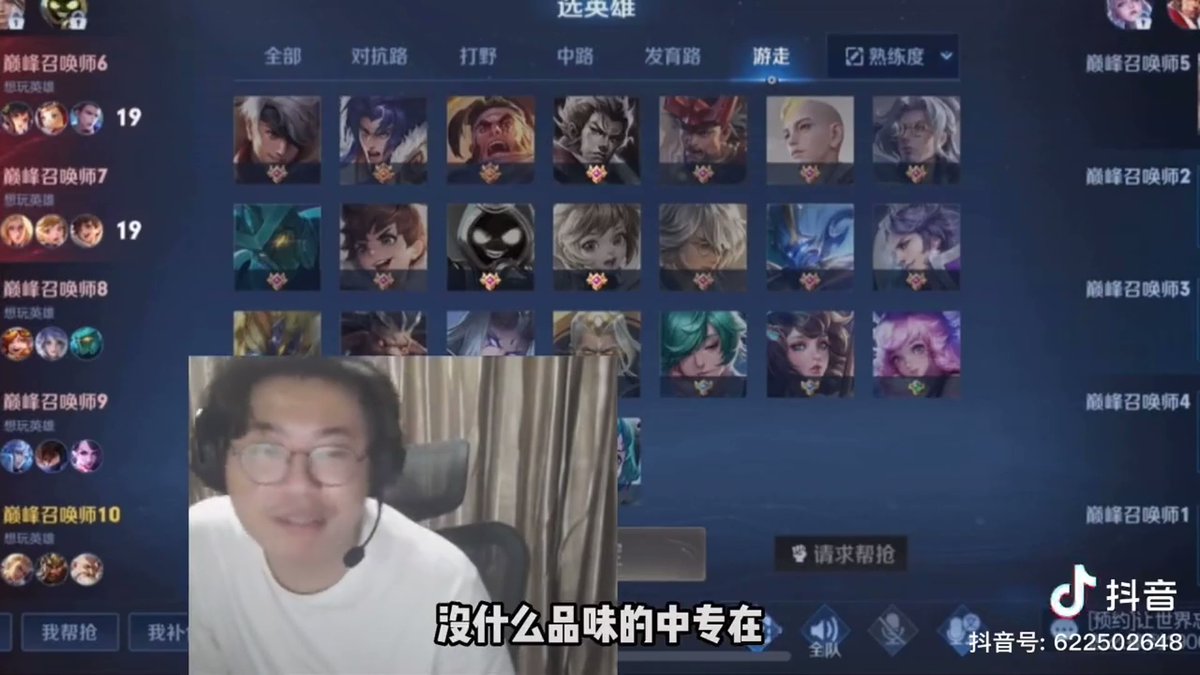 选英雄
全部 对抗路 打野 中路 发育路 游走 熟练度
巅峰召唤师6
想玩英雄
19
巅峰召唤师7
想玩英雄
19
巅峰召唤师8
想玩英雄
巅峰召唤师9
想玩英雄
巅峰召唤师10
想玩英雄
巅峰召唤师5
巅峰召唤师2
巅峰召唤师3
巅峰召唤师4
巅峰召唤师1
请求帮抢
我帮抢
我补
全队
没什么品味的中专在
抖音
[预约]让世界
抖音号: 622502648